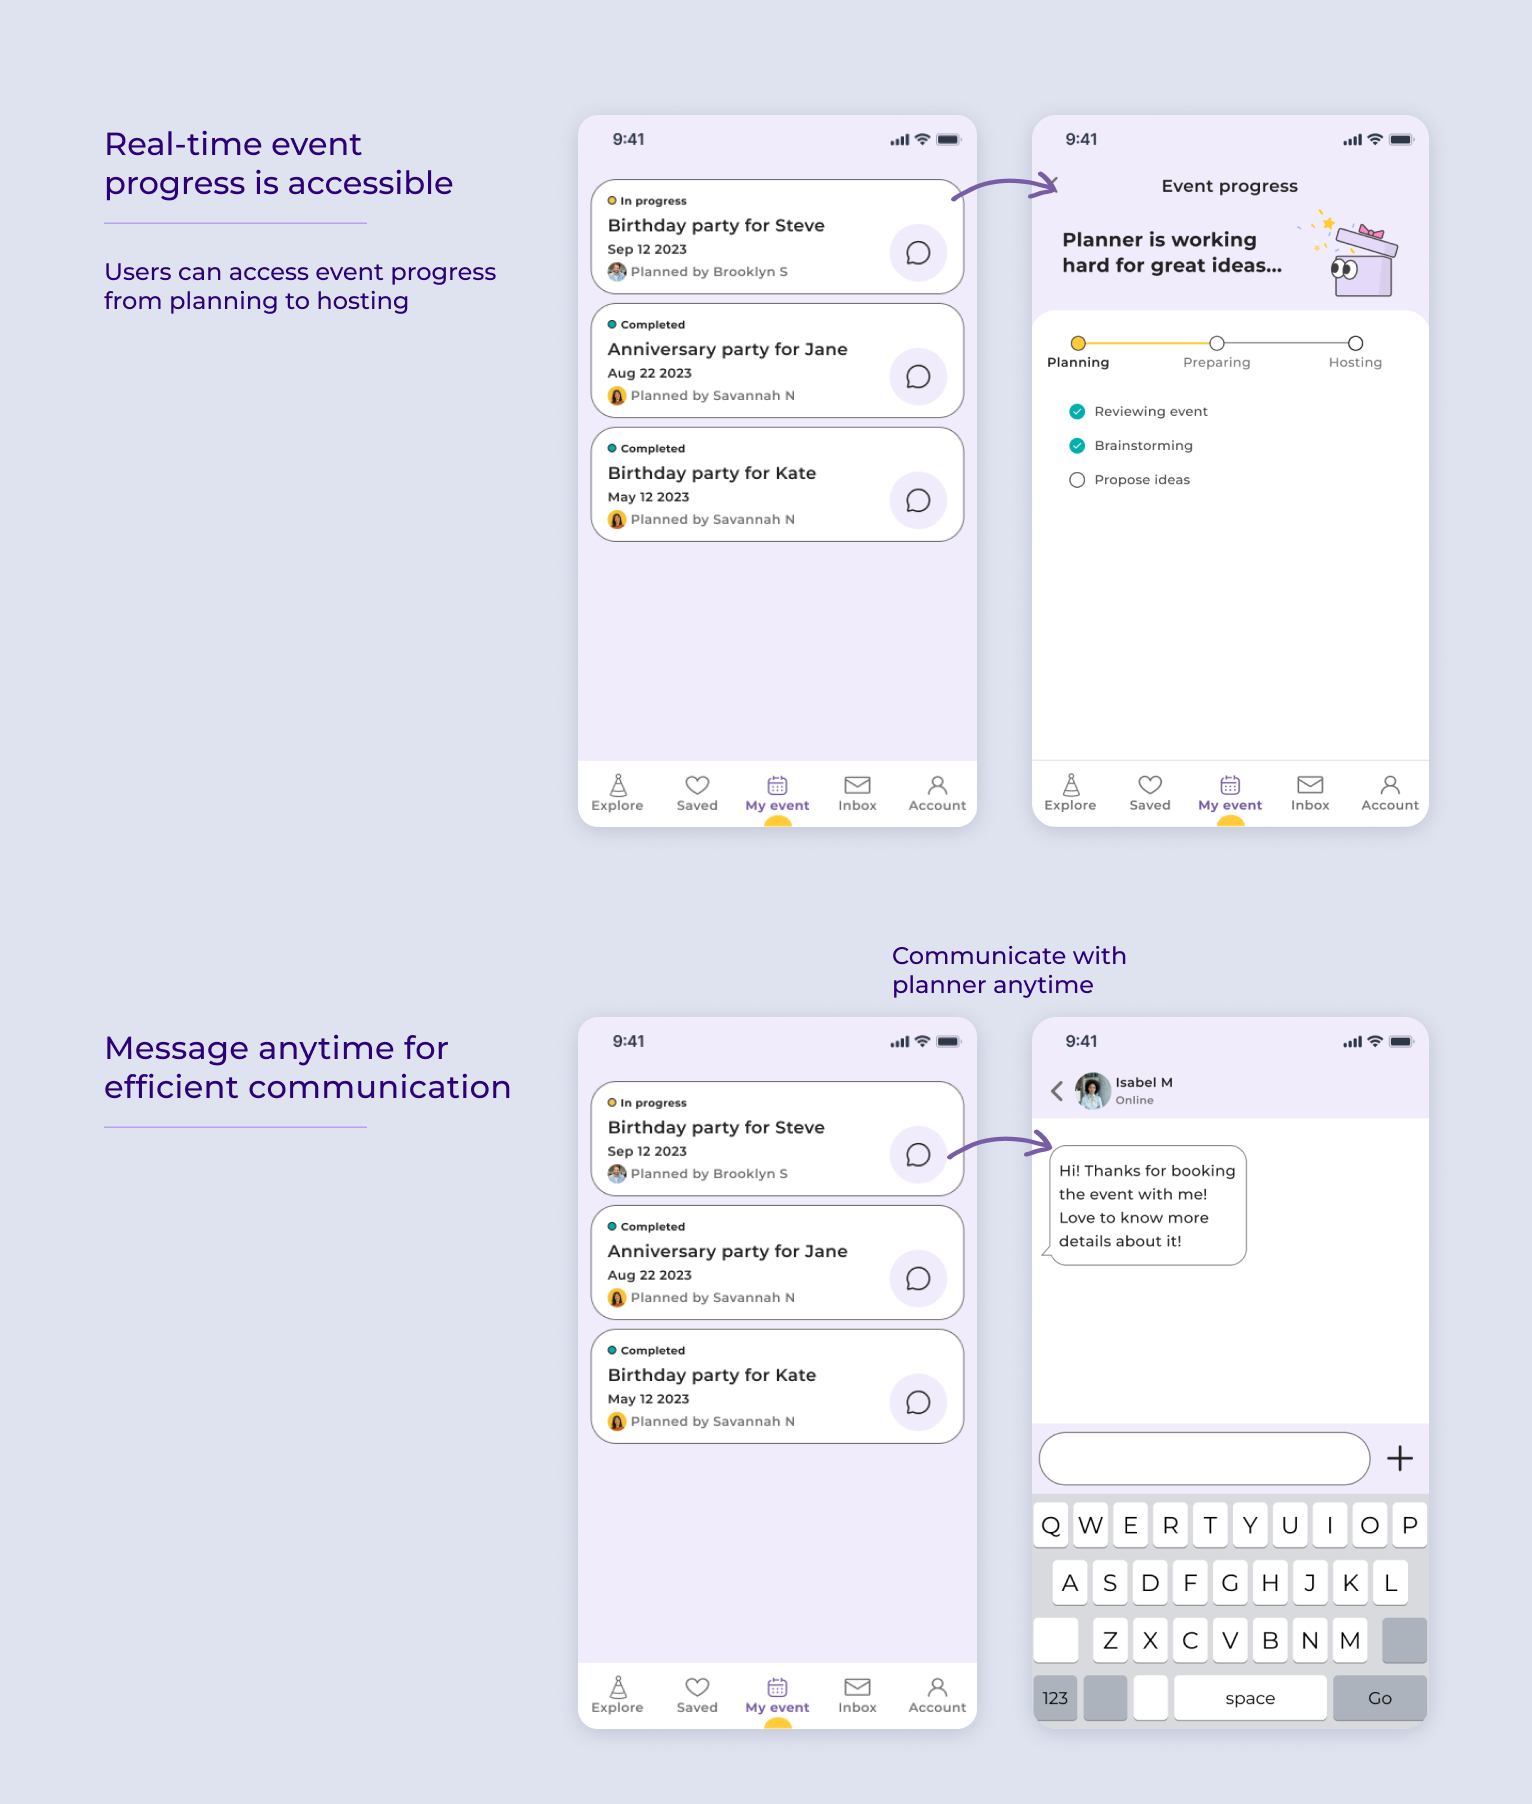 Real-time event
progress is accessible
Users can access event progress
from planning to hosting
9:41
In progress
Birthday party for Steve
Sep 12 2023
Planned by Brooklyn S
Completed
Anniversary party for Jane
Aug 22 2023
Planned by Savannah N
Completed
Birthday party for Kate
May 12 2023
Planned by Savannah N
Explore Saved My event Inbox Account
9:41
Event progress
Planner is working
hard for great ideas...
Planning Preparing Hosting
Reviewing event
Brainstorming
Propose ideas
Explore Saved My event Inbox Account
Message anytime for
efficient communication
9:41
In progress
Birthday party for Steve
Sep 12 2023
Planned by Brooklyn S
Completed
Anniversary party for Jane
Aug 22 2023
Planned by Savannah N
Completed
Birthday party for Kate
May 12 2023
Planned by Savannah N
Explore Saved My event Inbox Account
Communicate with
planner anytime
9:41
Isabel M
Online
Hi! Thanks for booking
the event with me!
Love to know more
details about it!
Q W E R T Y U I O P
A S D F G H J K L
Z X C V B N M
123 space Go